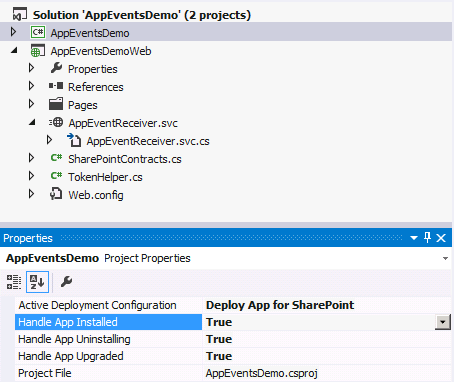 Solution 'AppEventsDemo' (2 projects)
C# AppEventsDemo
AppEventsDemoWeb
Properties
References
Pages
AppEventReceiver.svc
AppEventReceiver.svc.cs
C# SharePointContracts.cs
C# TokenHelper.cs
Web.config
Properties
AppEventsDemo Project Properties
Active Deployment Configuration Deploy App for SharePoint
Handle App Installed True
Handle App Uninstalling True
Handle App Upgraded True
Project File AppEventsDemo.csproj